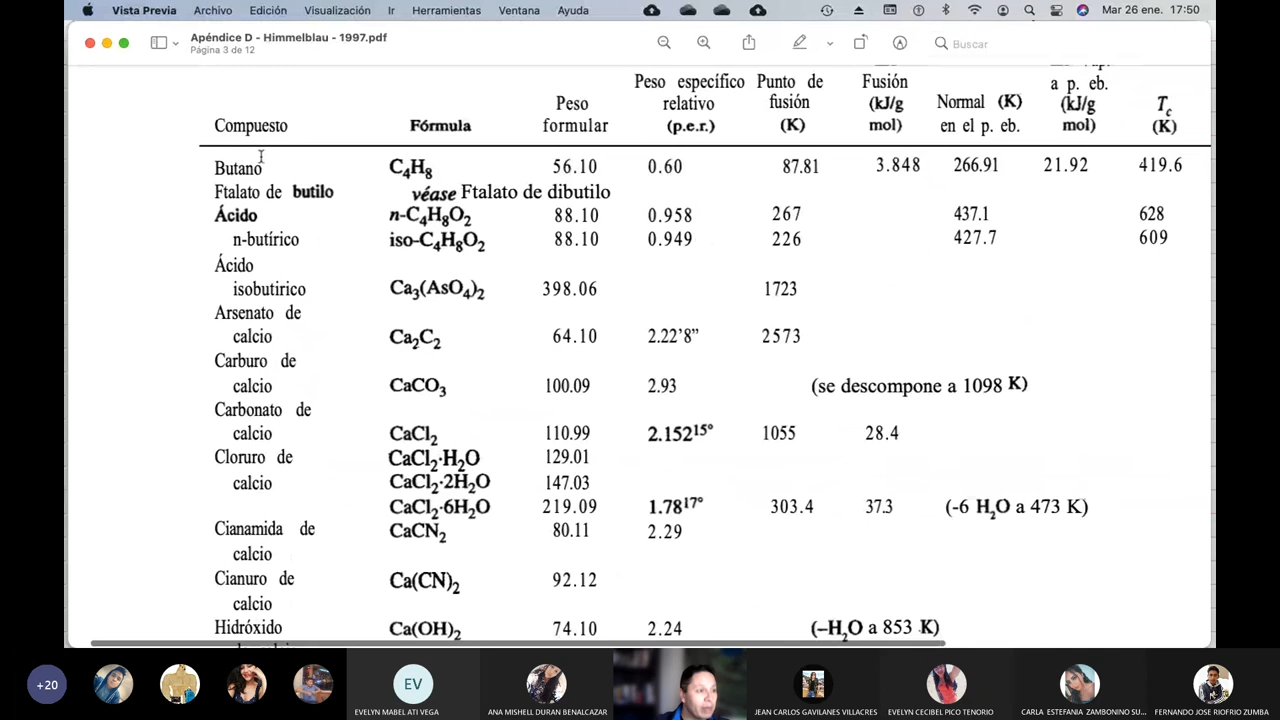 Vista Previa Archivo Edición Visualización Ir Herramientas Ventana Ayuda Mar 26 ene. 17:50
Apéndice D - Himmelblau - 1997.pdf
Página 3 de 12
Buscar
Peso específico Punto de Fusión a p. eb.
Peso relativo fusión (kJ/g Normal (K) (kJ/g Tc
Compuesto Fórmula formular (p.e.r.) (K) mol) en el p. eb. mol) (K)
Butano C4H8 56.10 0.60 87.81 3.848 266.91 21.92 419.6
Ftalato de butilo véase Ftalato de dibutilo
Ácido n-C4H8O2 88.10 0.958 267 437.1 628
n-butírico iso-C4H8O2 88.10 0.949 226 427.7 609
Ácido
isobutirico Ca3(AsO4)2 398.06 1723
Arsenato de
calcio Ca2C2 64.10 2.22’8” 2573
Carburo de
calcio CaCO3 100.09 2.93 (se descompone a 1098 K)
Carbonato de
calcio CaCl2 110.99 2.152¹⁵° 1055 28.4
Cloruro de CaCl2·H2O 129.01
calcio CaCl2·2H2O 147.03
CaCl2·6H2O 219.09 1.78¹⁷° 303.4 37.3 (-6 H2O a 473 K)
Cianamida de CaCN2 80.11 2.29
calcio
Cianuro de Ca(CN)2 92.12
calcio
Hidróxido Ca(OH)2 74.10 2.24 (–H2O a 853 K)
+20 EV
EVELYN MABEL ATI VEGA ANA MISHELL DURAN BENALCAZAR JEAN CARLOS GAVILANES VILLACRES EVELYN CECIBEL PICO TENORIO CARLA ESTEFANIA ZAMBONINO SU... FERNANDO JOSE RIOFRIO ZUMBA